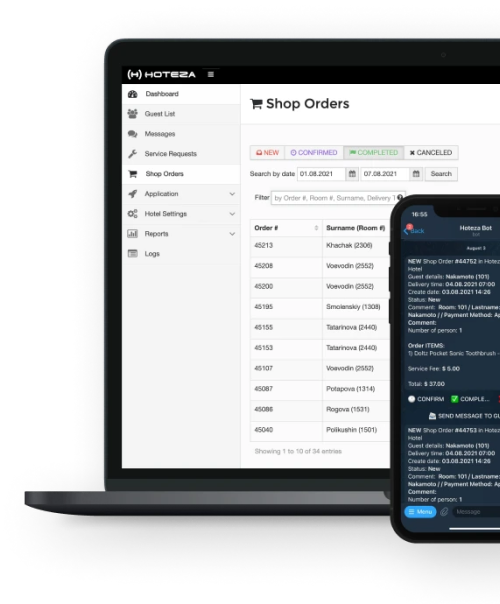 (H) HOTEZA
Dashboard
Guest List
Messages
Service Requests
Shop Orders
Application
Hotel Settings
Reports
Logs
Shop Orders
NEW CONFIRMED COMPLETED CANCELED
Search by date 01.08.2021 07.08.2021 Search
Filter by Order #, Room #, Surname, Delivery T
Order # Surname (Room #)
45213 Khachak (2306)
45208 Voevodin (2552)
45200 Voevodin (2552)
45195 Smolanskiy (1308)
45155 Tatarinova (2440)
45153 Tatarinova (2440)
45107 Voevodin (2552)
45087 Potapova (1314)
45086 Rogova (1531)
45040 Polikushin (1501)
Showing 1 to 10 of 34 entries
16:55
Back Hoteza Bot
bot
August 3
NEW Shop Order #44752 in Hoteza
Hotel
Guest details: Nakamoto (101)
Delivery time: 04.08.2021 07:00
Create date: 03.08.2021 14:26
Status: New
Comment: Room: 101 / Lastname:
Nakamoto / / Payment Method: Ap
Comment:
Number of person: 1
Order ITEMS:
1) Doltz Pocket Sonic Toothbrush -
Service Fee: $ 5.00
Total: $ 37.00
CONFIRM COMPLE...
SEND MESSAGE TO GU
NEW Shop Order #44753 in Hoteza
Hotel
Guest details: Nakamoto (101)
Delivery time: 04.08.2021 07:00
Create date: 03.08.2021 14:26
Status: New
Comment: Room: 101 / Lastname:
Nakamoto / / Payment Method: Ap
Comment:
Number of person: 1
Menu Message